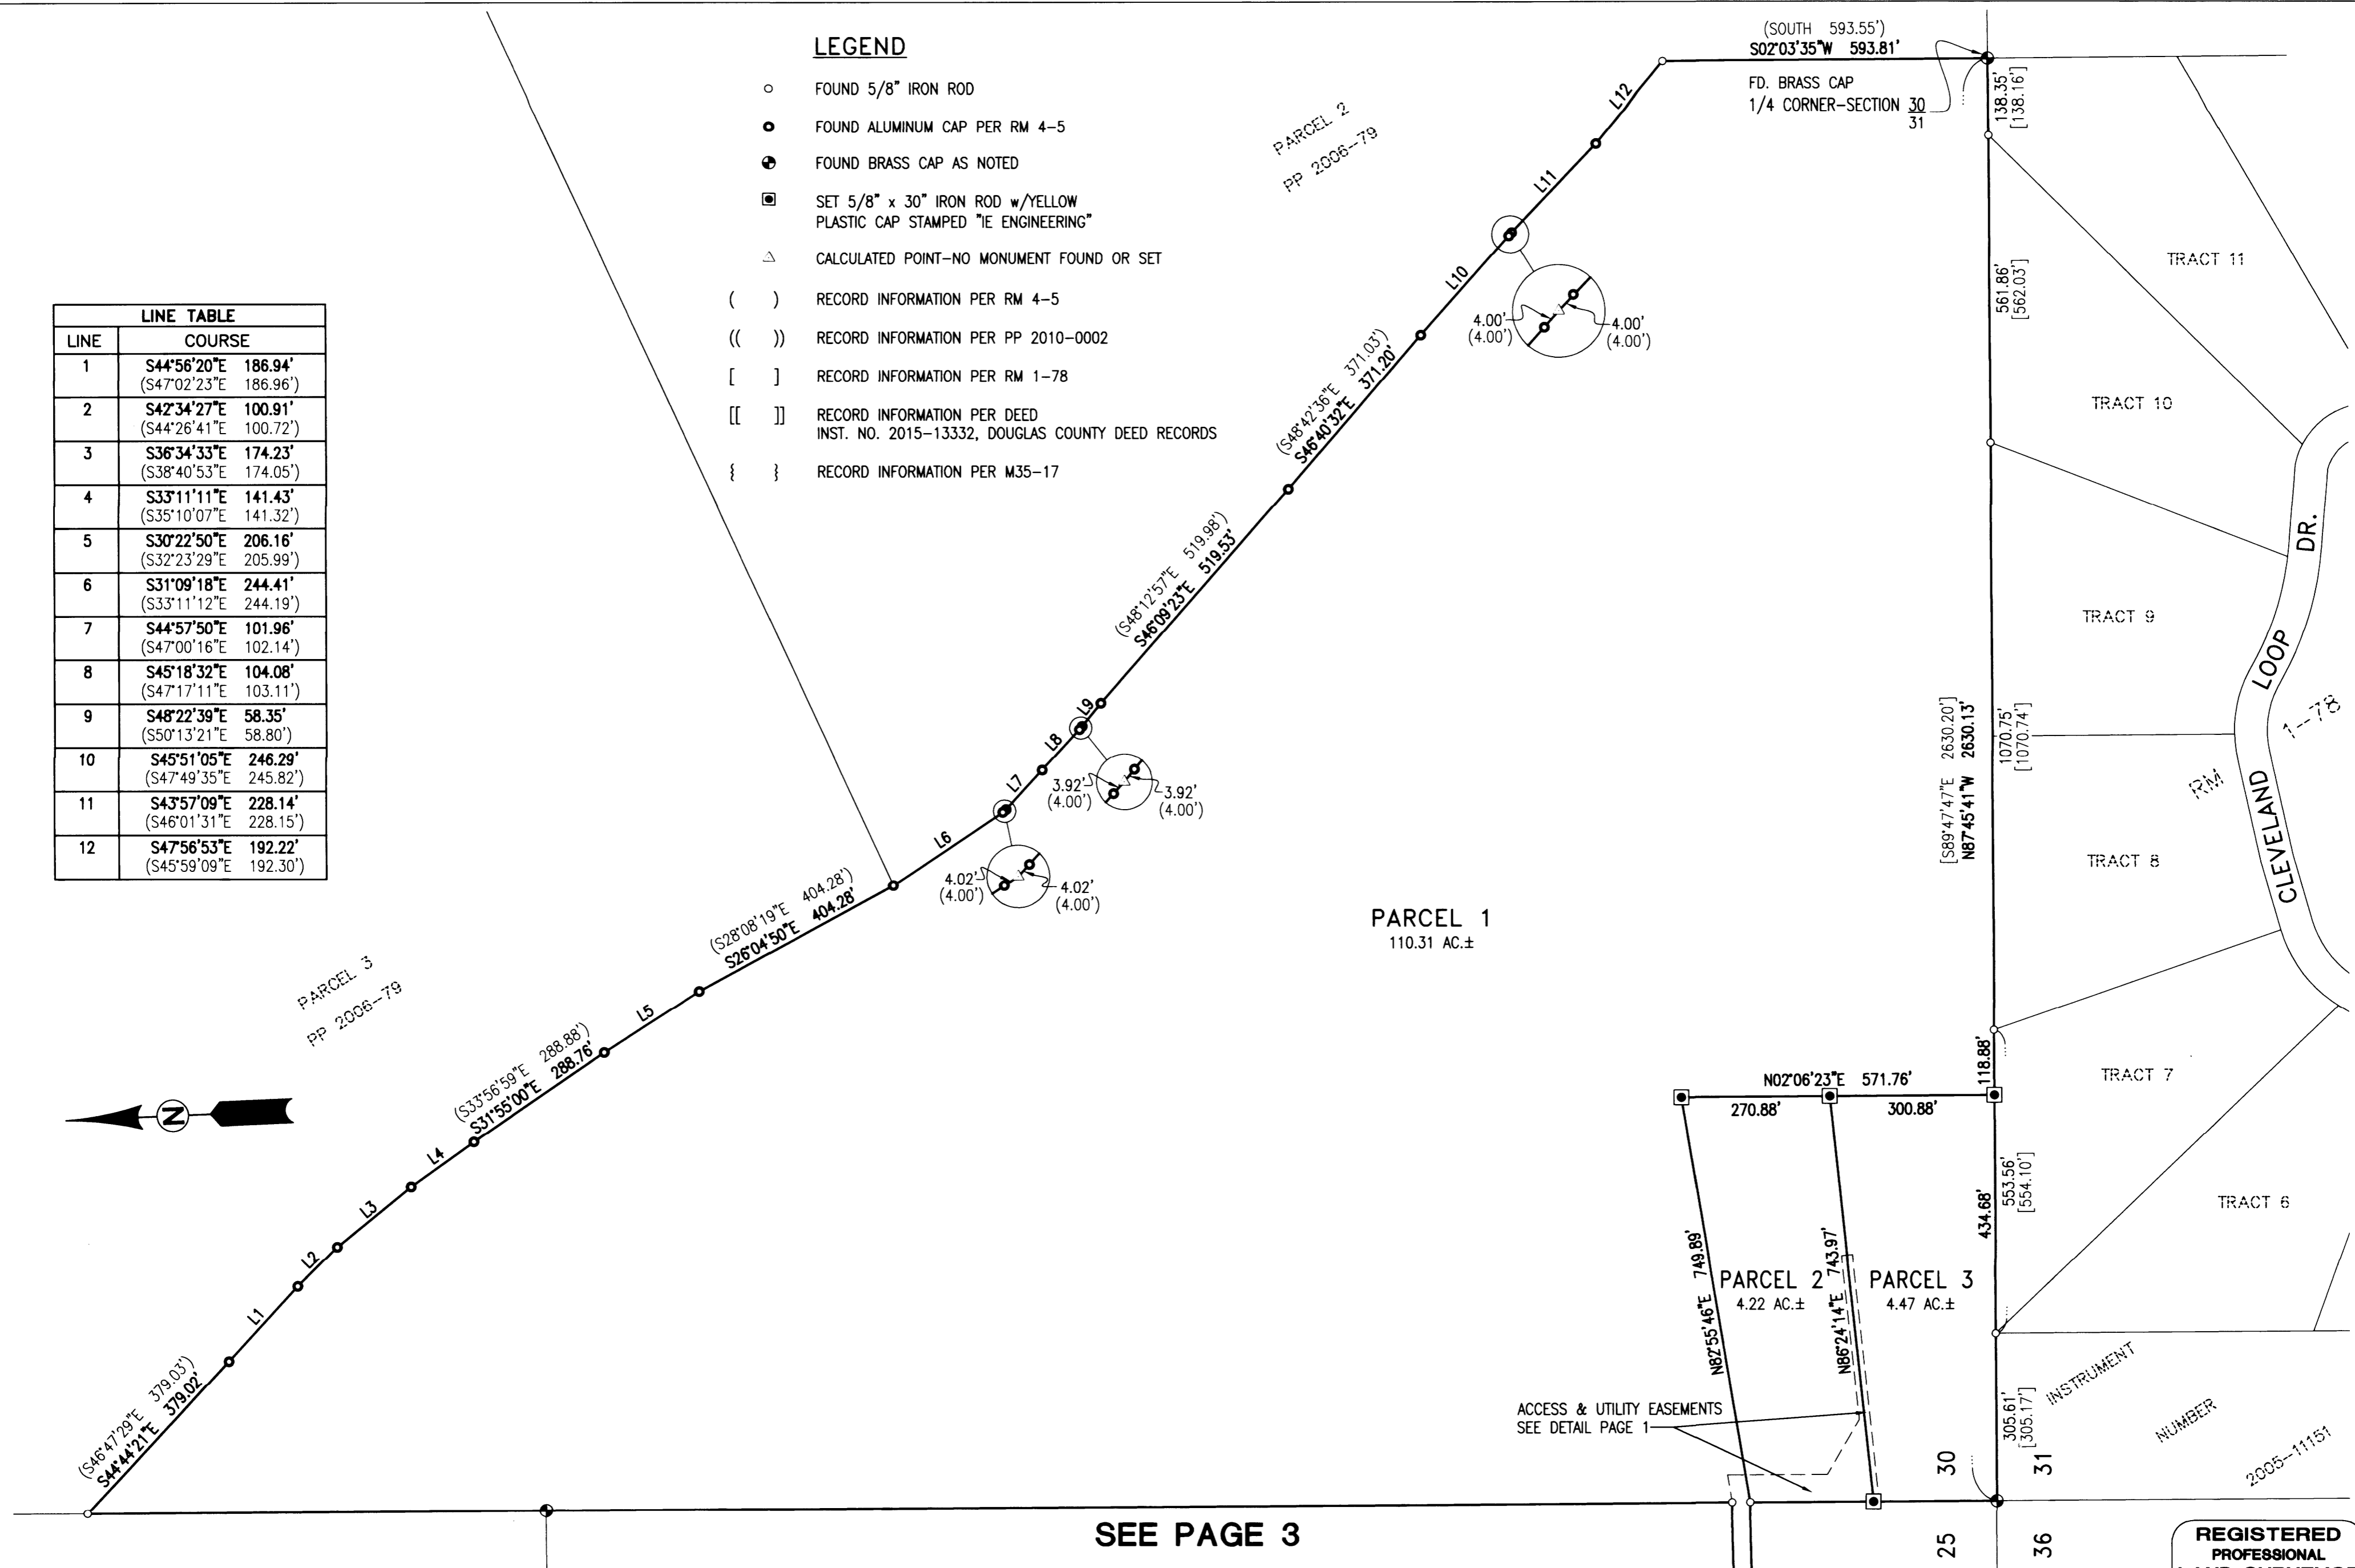 LEGEND
FOUND 5/8" IRON ROD
FOUND ALUMINUM CAP PER RM 4-5
FOUND BRASS CAP AS NOTED
SET 5/8" x 30" IRON ROD w/YELLOW
PLASTIC CAP STAMPED "IE ENGINEERING"
CALCULATED POINT-NO MONUMENT FOUND OR SET
( ) RECORD INFORMATION PER RM 4-5
(( )) RECORD INFORMATION PER PP 2010-0002
[ ] RECORD INFORMATION PER RM 1-78
[[ ]] RECORD INFORMATION PER DEED
INST. NO. 2015-13332, DOUGLAS COUNTY DEED RECORDS
{ } RECORD INFORMATION PER M35-17
LINE TABLE
LINE COURSE
1 S44°56'20"E 186.94'
(S47°02'23"E 186.96')
2 S42°34'27"E 100.91'
(S44°26'41"E 100.72')
3 S36°34'33"E 174.23'
(S38°40'53"E 174.05')
4 S33°11'11"E 141.43'
(S35°10'07"E 141.32')
5 S30°22'50"E 206.16'
(S32°23'29"E 205.99')
6 S31°09'18"E 244.41'
(S33°11'12"E 244.19')
7 S44°57'50"E 101.96'
(S47°00'16"E 102.14')
8 S45°18'32"E 104.08'
(S47°17'11"E 103.11')
9 S48°22'39"E 58.35'
(S50°13'21"E 58.80')
10 S45°51'05"E 246.29'
(S47°49'35"E 245.82')
11 S43°57'09"E 228.14'
(S46°01'31"E 228.15')
12 S47°56'53"E 192.22'
(S45°59'09"E 192.30')
(SOUTH 593.55')
S02°03'35"W 593.81'
FD. BRASS CAP
1/4 CORNER-SECTION 30
31
138.35'
[138.16']
PARCEL 2
PP 2006-79
L12
L11
L10
4.00'
(4.00')
4.00'
(4.00')
(S48°42'36"E 371.03')
S46°40'32"E 371.20'
(S48°12'57"E 519.98')
S46°09'23"E 519.53'
L9
L8
L7
3.92'
(4.00')
3.92'
(4.00')
L6
4.02'
(4.00')
4.02'
(4.00')
(S28°08'19"E 404.28')
S26°04'50"E 404.28'
L5
(S33°56'59"E 288.88')
S31°55'00"E 288.76'
L4
L3
L2
L1
(S46°47'29"E 379.03')
S44°44'21"E 379.02'
PARCEL 3
PP 2006-79
N
PARCEL 1
110.31 AC.±
561.86'
[562.03']
[S89°47'47"E 2630.20']
N87°45'41"W 2630.13'
1070.75'
[1070.74']
TRACT 11
TRACT 10
TRACT 9
TRACT 8
TRACT 7
TRACT 6
CLEVELAND LOOP DR.
RM 1-78
118.88'
N02°06'23"E 571.76'
270.88'
300.88'
553.56'
[554.10']
434.68'
N82°55'46"E 749.89'
N86°24'14"E 743.97'
PARCEL 2
4.22 AC.±
PARCEL 3
4.47 AC.±
ACCESS & UTILITY EASEMENTS
SEE DETAIL PAGE 1
305.61'
[305.17']
INSTRUMENT
NUMBER
2005-11151
30
31
25
36
SEE PAGE 3
REGISTERED
PROFESSIONAL